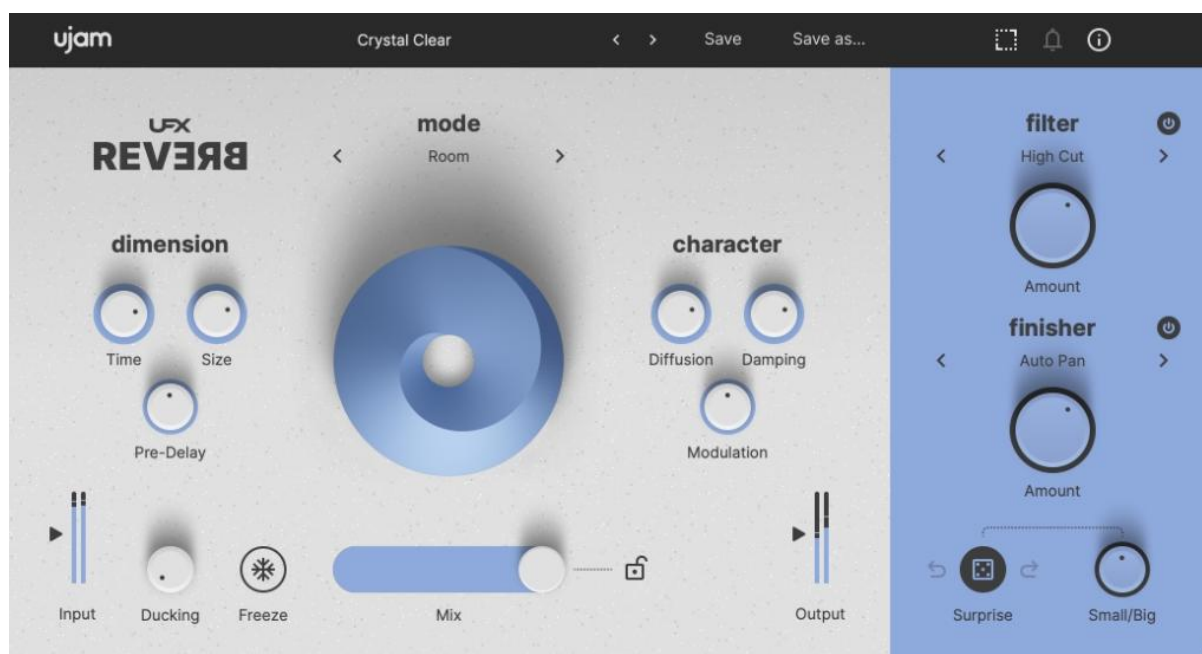 ujam
Crystal Clear
Save
Save as...
UFX
REVERB
mode
Room
dimension
Time
Size
Pre-Delay
character
Diffusion
Damping
Modulation
Input
Ducking
Freeze
Mix
Output
filter
High Cut
Amount
finisher
Auto Pan
Amount
Surprise
Small/Big